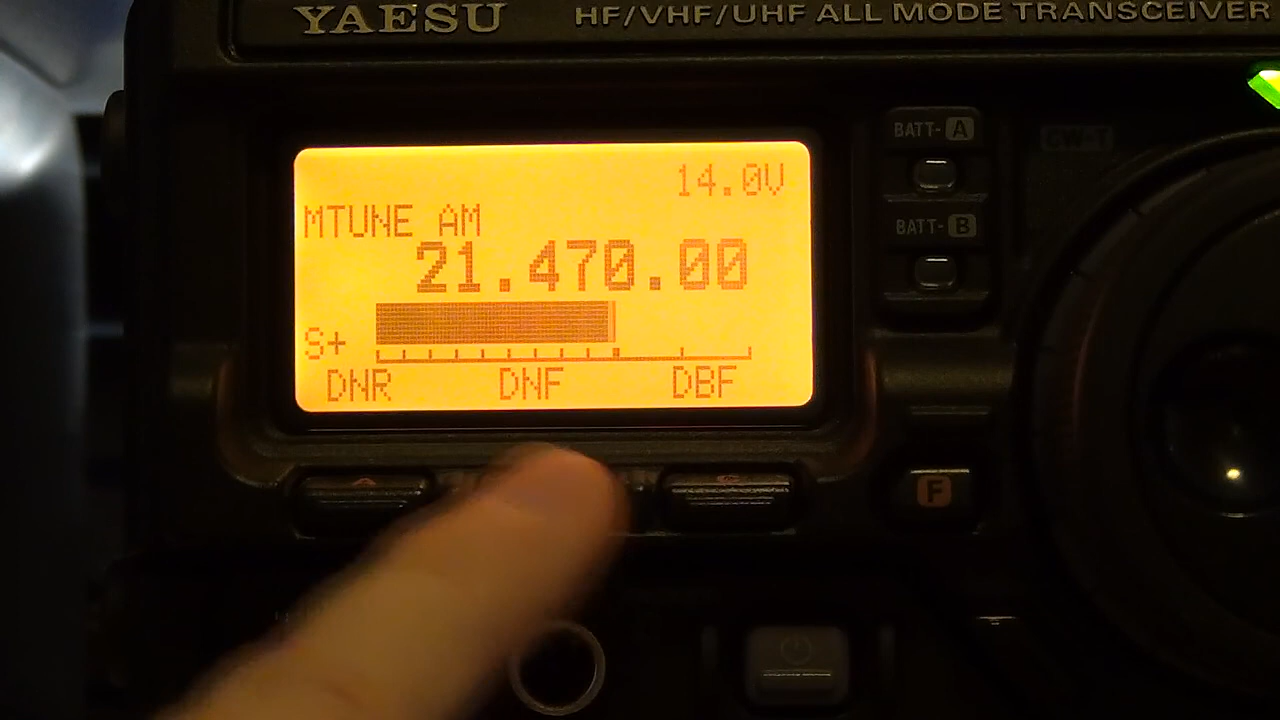 YAESU HF/VHF/UHF ALL MODE TRANSCEIVER
BATT-A
14.0V
CW-T
MTUNE AM
BATT-B
21.470.00
S+
DNR DNF DBF
F